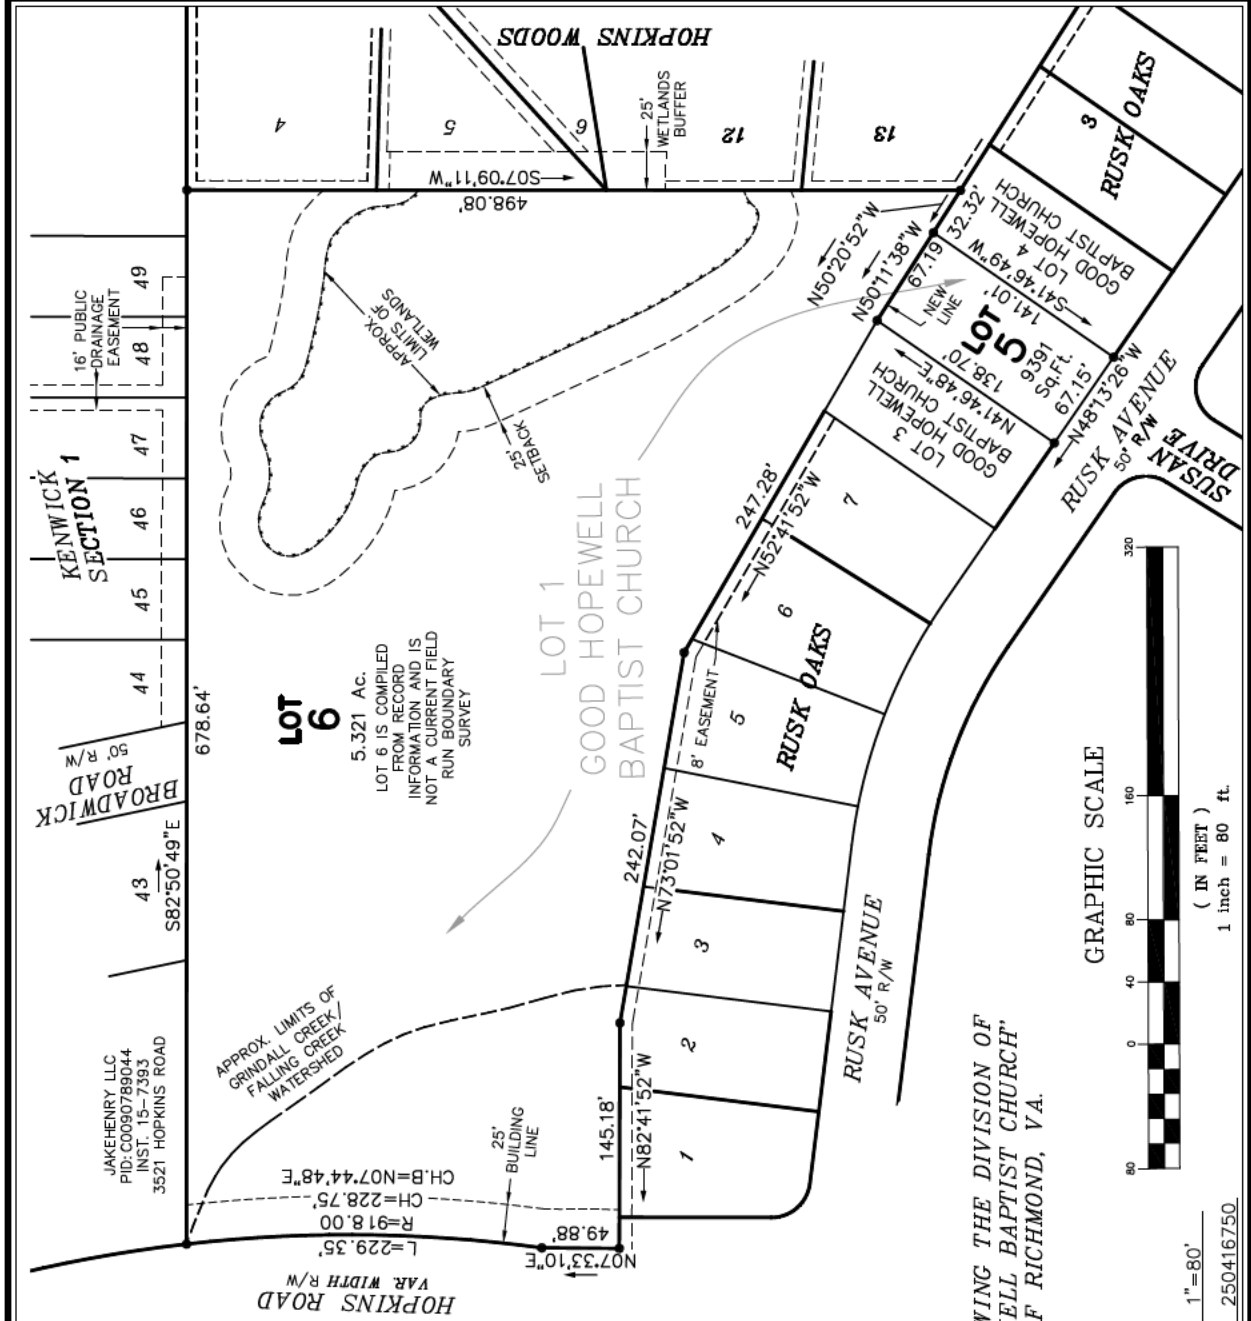 HOPKINS WOODS
4
5
6
25'
WETLANDS
BUFFER
12
13
3
RUSK OAKS
S07°09'11"W
498.08'
49
48
47
46
45
44
43
16' PUBLIC
DRAINAGE
EASEMENT
KENWICK
SECTION 1
BROADWICK
ROAD
50' R/W
678.64'
S82°50'49"E
APPROX.
LIMITS OF
WETLANDS
25'
SETBACK
N50°20'52"W
32.32'
N50°11'38"W
67.19
NEW
LINE
GOOD HOPEWELL
LOT 4
BAPTIST CHURCH
S41°46'49"W
141.01'
LOT
5
9391
Sq.Ft.
138.70'
N41°46'48"E
67.15'
N48°13'26"W
LOT 3
GOOD HOPEWELL
BAPTIST CHURCH
RUSK AVENUE
50' R/W
SUSAN
DRIVE
LOT
6
5.321 Ac.
LOT 6 IS COMPILED
FROM RECORD
INFORMATION AND IS
NOT A CURRENT FIELD
RUN BOUNDARY
SURVEY
LOT 1
GOOD HOPEWELL
BAPTIST CHURCH
247.28'
N52°41'52"W
7
6
5
4
3
2
1
8' EASEMENT
RUSK OAKS
242.07'
N73°01'52"W
145.18'
N82°41'52"W
RUSK AVENUE
50' R/W
JAKEHENRY LLC
PID: C0090789044
INST. 15-7393
3521 HOPKINS ROAD
APPROX. LIMITS OF
GRINDALL CREEK/
FALLING CREEK
WATERSHED
25'
BUILDING
LINE
CH.B=N07°44'48"E
CH=228.75'
R=918.00
L=229.35'
49.88'
N07°33'10"E
HOPKINS ROAD
VAR. WIDTH R/W
GRAPHIC SCALE
80
0
40
80
160
320
( IN FEET )
1 inch = 80 ft.
WING THE DIVISION OF
ELL BAPTIST CHURCH"
F RICHMOND, VA.
1"=80'
250416750